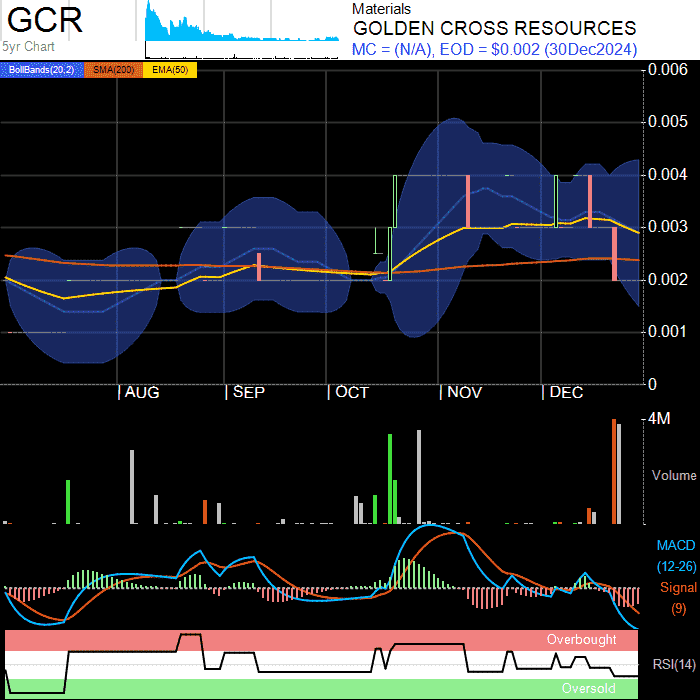 GCR
5yr Chart
Materials
GOLDEN CROSS RESOURCES
MC = (N/A), EOD = $0.002 (30Dec2024)
BollBands(20,2) SMA(200) EMA(50)
0.006
0.005
0.004
0.003
0.002
0.001
0
AUG SEP OCT NOV DEC
4M
Volume
MACD
(12-26)
Signal
(9)
Overbought
RSI(14)
Oversold